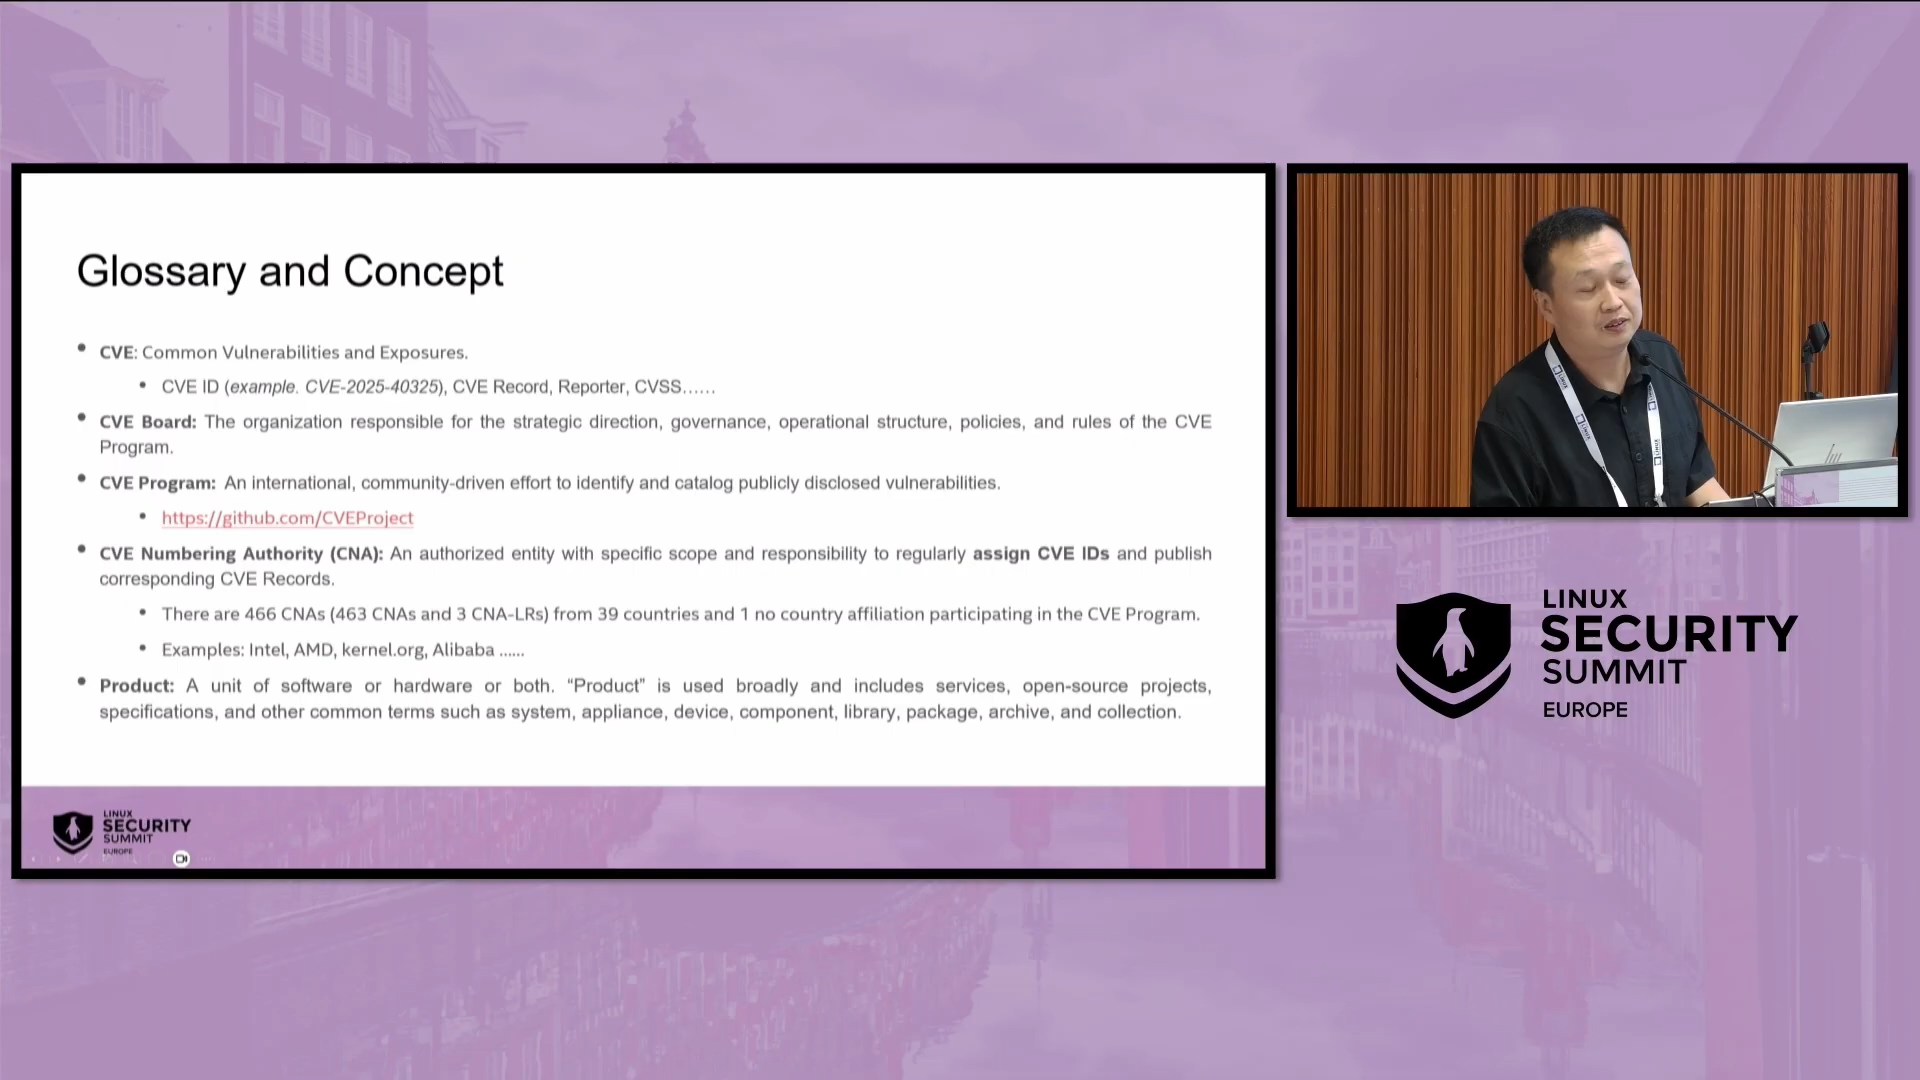 Glossary and Concept
CVE: Common Vulnerabilities and Exposures.
CVE ID (example. CVE-2025-40325), CVE Record, Reporter, CVSS……
CVE Board: The organization responsible for the strategic direction, governance, operational structure, policies, and rules of the CVE
Program.
CVE Program: An international, community-driven effort to identify and catalog publicly disclosed vulnerabilities.
https://github.com/CVEProject
CVE Numbering Authority (CNA): An authorized entity with specific scope and responsibility to regularly assign CVE IDs and publish
corresponding CVE Records.
There are 466 CNAs (463 CNAs and 3 CNA-LRs) from 39 countries and 1 no country affiliation participating in the CVE Program.
Examples: Intel, AMD, kernel.org, Alibaba ......
Product: A unit of software or hardware or both. “Product” is used broadly and includes services, open-source projects,
specifications, and other common terms such as system, appliance, device, component, library, package, archive, and collection.
LINUX
SECURITY
SUMMIT
EUROPE
LINUX
SECURITY
SUMMIT
EUROPE